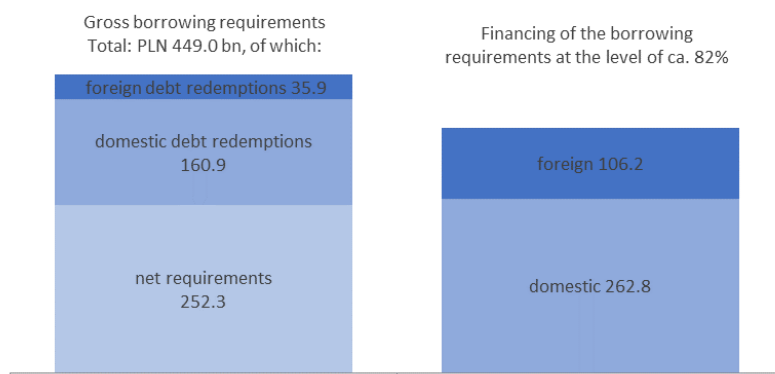 Gross borrowing requirements
Total: PLN 449.0 bn, of which:
foreign debt redemptions 35.9
domestic debt redemptions
160.9
net requirements
252.3
Financing of the borrowing
requirements at the level of ca. 82%
foreign 106.2
domestic 262.8